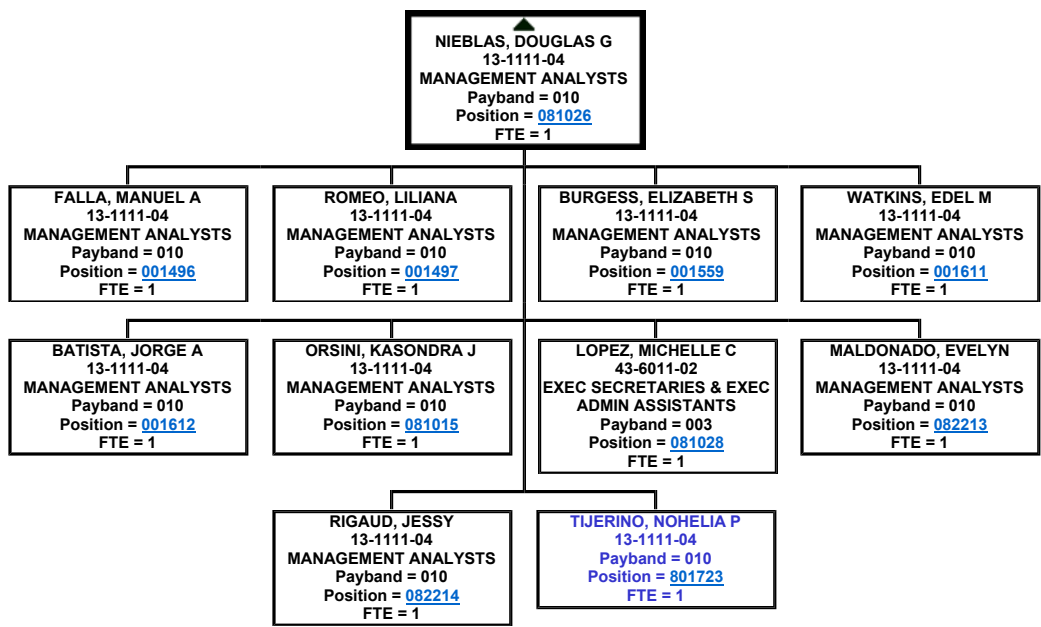 NIEBLAS, DOUGLAS G
13-1111-04
MANAGEMENT ANALYSTS
Payband = 010
Position = 081026
FTE = 1
FALLA, MANUEL A
13-1111-04
MANAGEMENT ANALYSTS
Payband = 010
Position = 001496
FTE = 1
ROMEO, LILIANA
13-1111-04
MANAGEMENT ANALYSTS
Payband = 010
Position = 001497
FTE = 1
BURGESS, ELIZABETH S
13-1111-04
MANAGEMENT ANALYSTS
Payband = 010
Position = 001559
FTE = 1
WATKINS, EDEL M
13-1111-04
MANAGEMENT ANALYSTS
Payband = 010
Position = 001611
FTE = 1
BATISTA, JORGE A
13-1111-04
MANAGEMENT ANALYSTS
Payband = 010
Position = 001612
FTE = 1
ORSINI, KASONDRA J
13-1111-04
MANAGEMENT ANALYSTS
Payband = 010
Position = 081015
FTE = 1
LOPEZ, MICHELLE C
43-6011-02
EXEC SECRETARIES & EXEC
ADMIN ASSISTANTS
Payband = 003
Position = 081028
FTE = 1
MALDONADO, EVELYN
13-1111-04
MANAGEMENT ANALYSTS
Payband = 010
Position = 082213
FTE = 1
RIGAUD, JESSY
13-1111-04
MANAGEMENT ANALYSTS
Payband = 010
Position = 082214
FTE = 1
TIJERINO, NOHELIA P
13-1111-04
Payband = 010
Position = 801723
FTE = 1